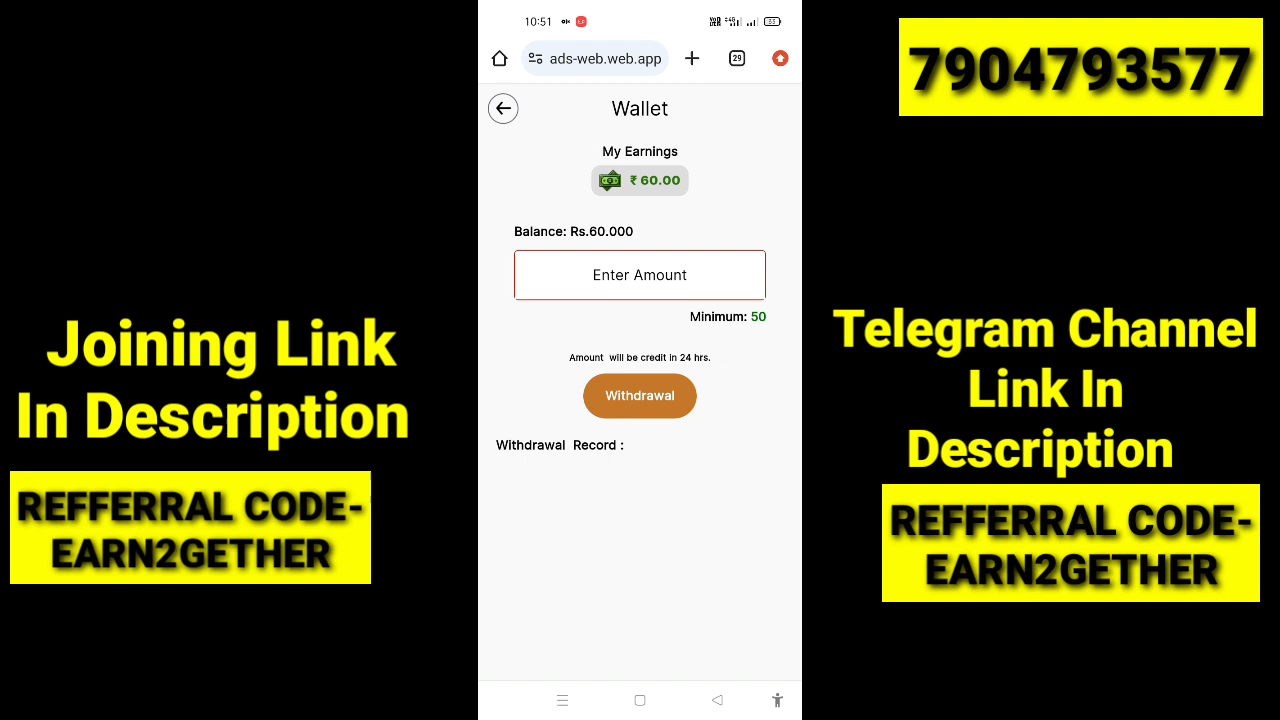 Joining Link
In Description
REFFERRAL CODE-
EARN2GETHER
10:51
29
53
ads-web.web.app
Wallet
My Earnings
₹ 60.00
Balance: Rs.60.000
Enter Amount
Minimum: 50
Amount will be credit in 24 hrs.
Withdrawal
Withdrawal Record :
7904793577
Telegram Channel
Link In
Description
REFFERRAL CODE-
EARN2GETHER